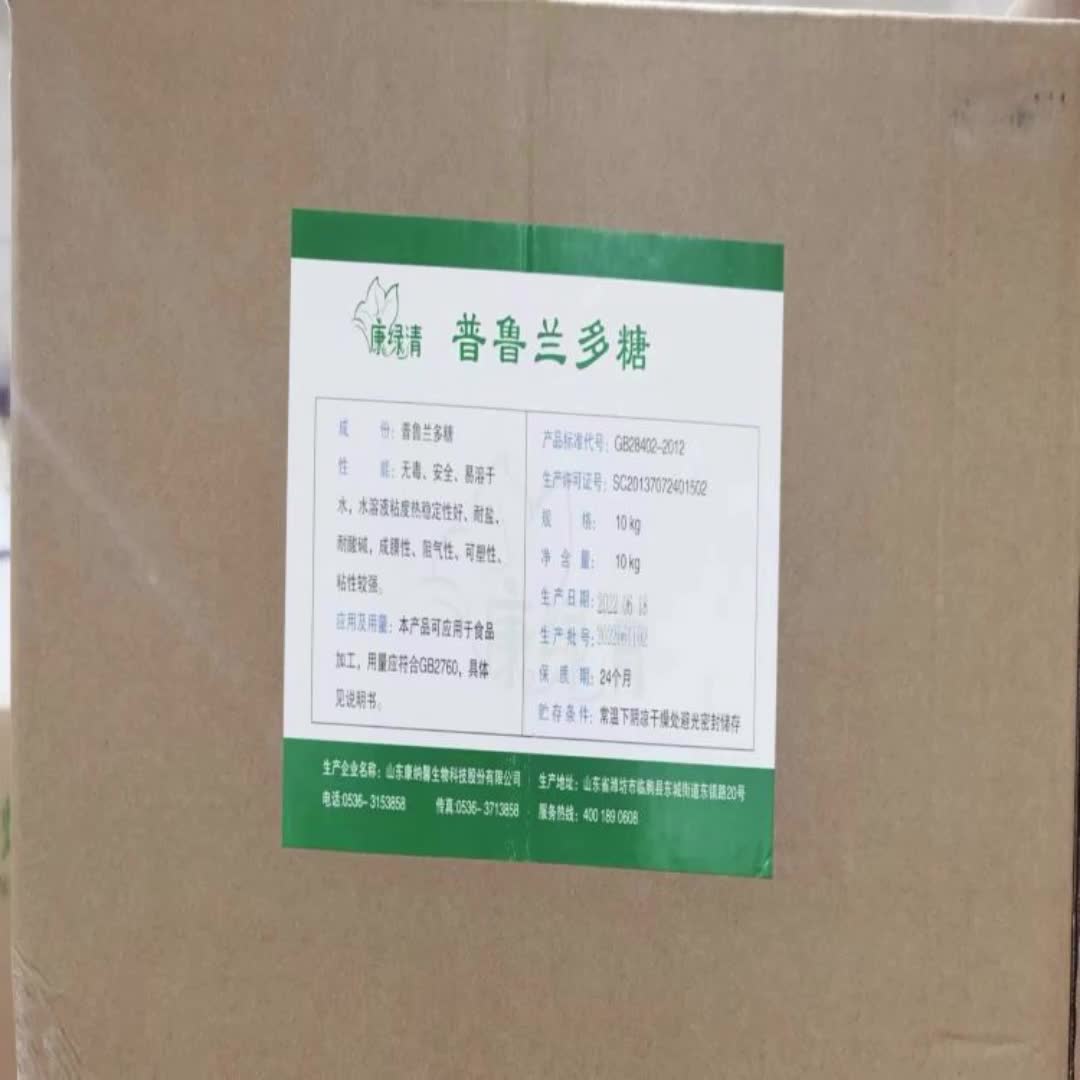 康绿清 普鲁兰多糖
成 份：普鲁兰多糖
性 能：无毒、安全、易溶于
水，水溶液粘度热稳定性好、耐盐、
耐酸碱，成膜性、阻气性、可塑性、
粘性较强。
应用及用量：本产品可应用于食品
加工，用量应符合GB2760，具体
见说明书。
产品标准代号：GB28402-2012
生产许可证号：SC20137072401502
规 格： 10 kg
净 含 量： 10 kg
生产日期：2022 06 18
生产批号：
保 质 期：24个月
贮存条件：常温下阴凉干燥处避光密封储存
生产企业名称：山东康纳馨生物科技股份有限公司
电话:0536- 3153858 传真:0536- 3713858
生产地址：山东省潍坊市临朐县东城街道东镇路20号
服务热线：400 189 0608